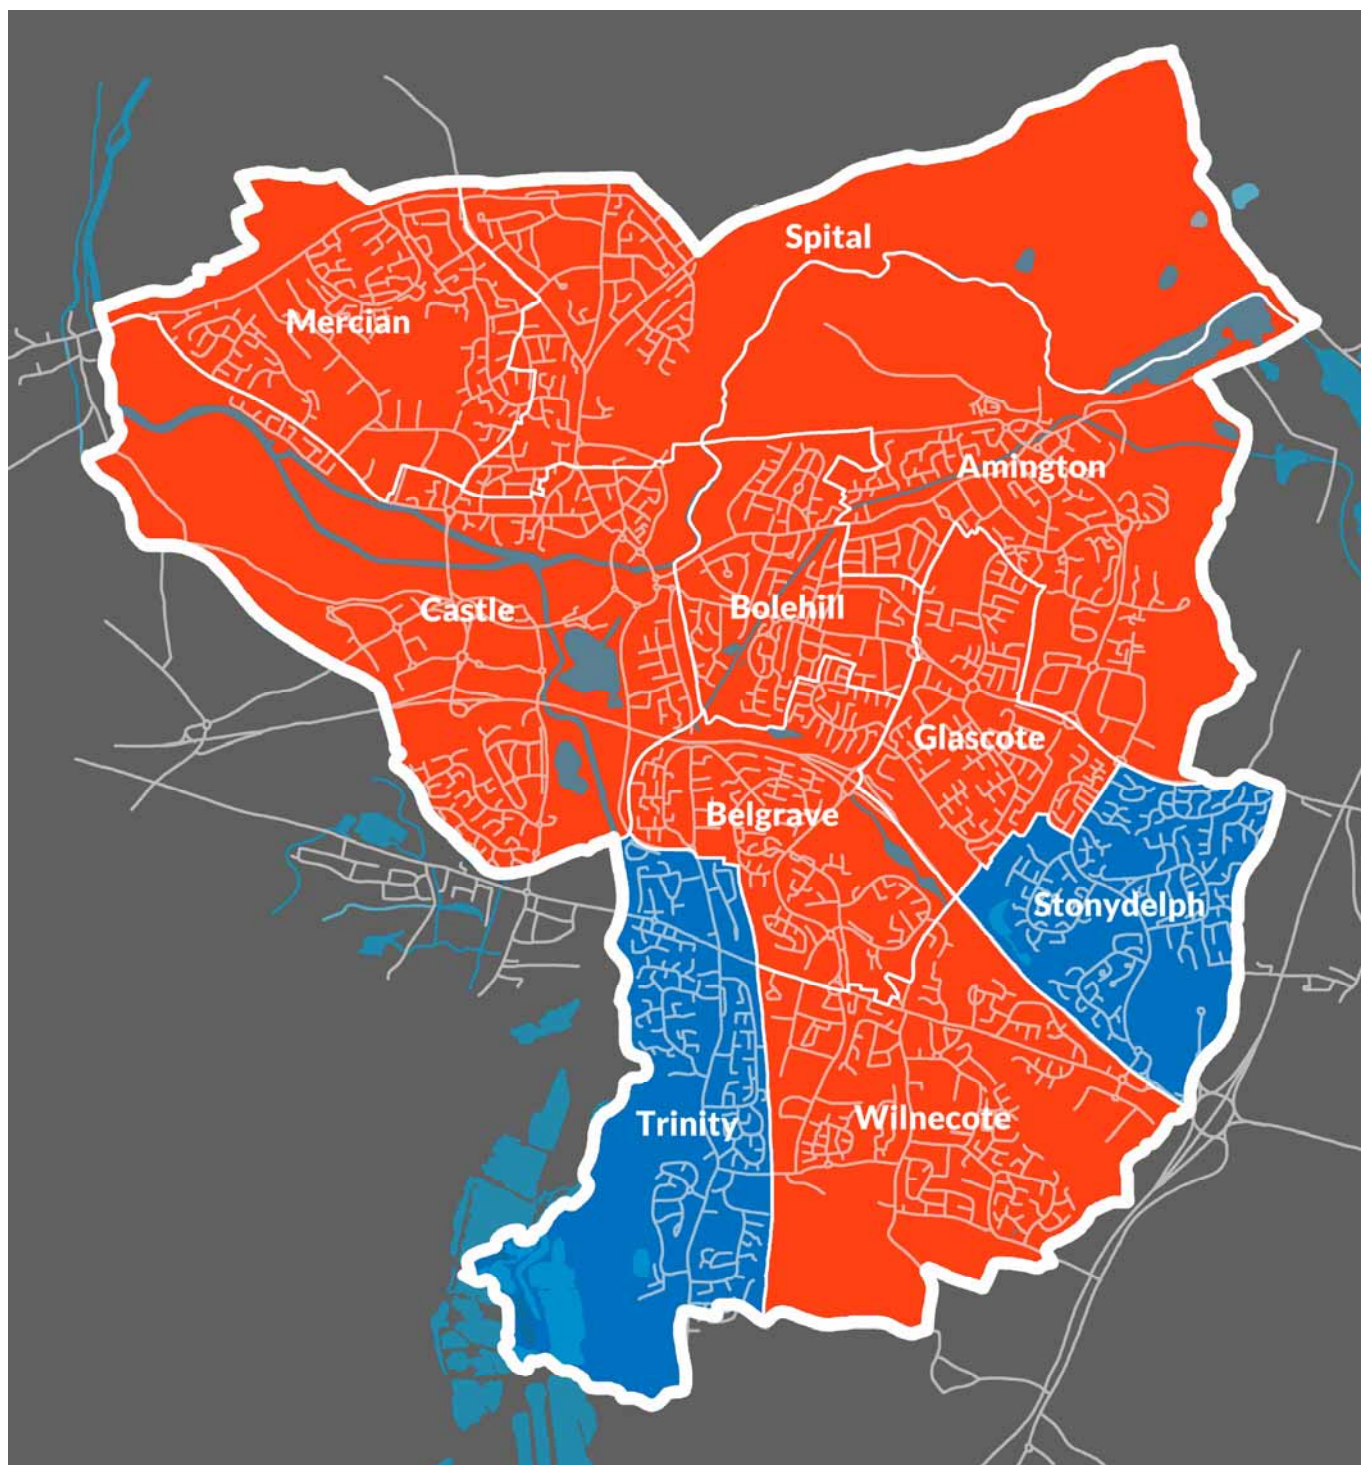 Spital
Mercian
Amington
Castle
Bolehill
Glascote
Belgrave
Stonydelph
Trinity
Wilnecote